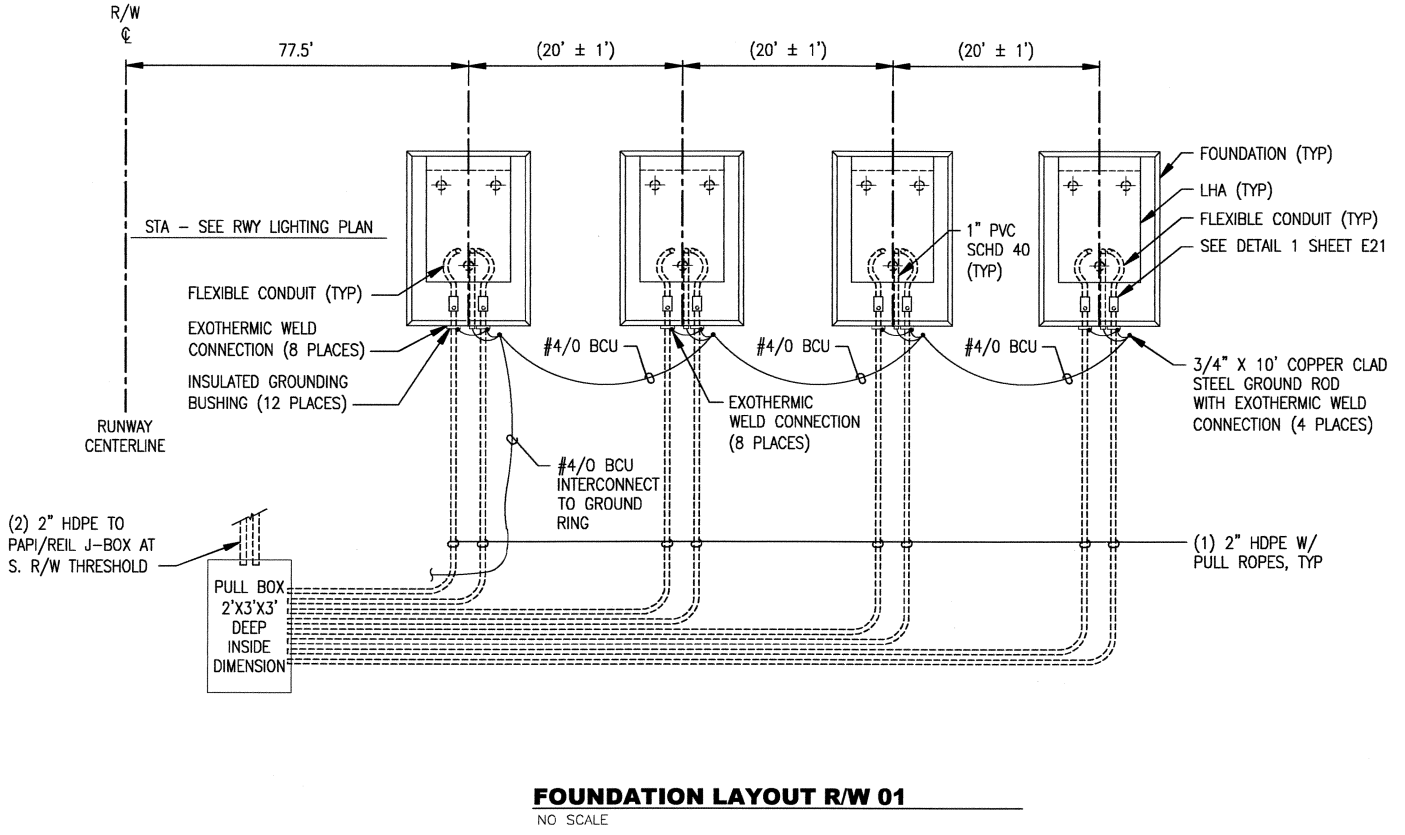 R/W
℄
77.5'
(20' ± 1')
(20' ± 1')
(20' ± 1')
FOUNDATION (TYP)
LHA (TYP)
FLEXIBLE CONDUIT (TYP)
SEE DETAIL 1 SHEET E21
STA – SEE RWY LIGHTING PLAN
1" PVC
SCHD 40
(TYP)
FLEXIBLE CONDUIT (TYP)
EXOTHERMIC WELD
CONNECTION (8 PLACES)
INSULATED GROUNDING
BUSHING (12 PLACES)
#4/0 BCU
#4/0 BCU
#4/0 BCU
3/4" X 10' COPPER CLAD
STEEL GROUND ROD
WITH EXOTHERMIC WELD
CONNECTION (4 PLACES)
EXOTHERMIC
WELD CONNECTION
(8 PLACES)
RUNWAY
CENTERLINE
#4/0 BCU
INTERCONNECT
TO GROUND
RING
(2) 2" HDPE TO
PAPI/REIL J-BOX AT
S. R/W THRESHOLD
(1) 2" HDPE W/
PULL ROPES, TYP
PULL BOX
2'X3'X3'
DEEP
INSIDE
DIMENSION
FOUNDATION LAYOUT R/W 01
NO SCALE